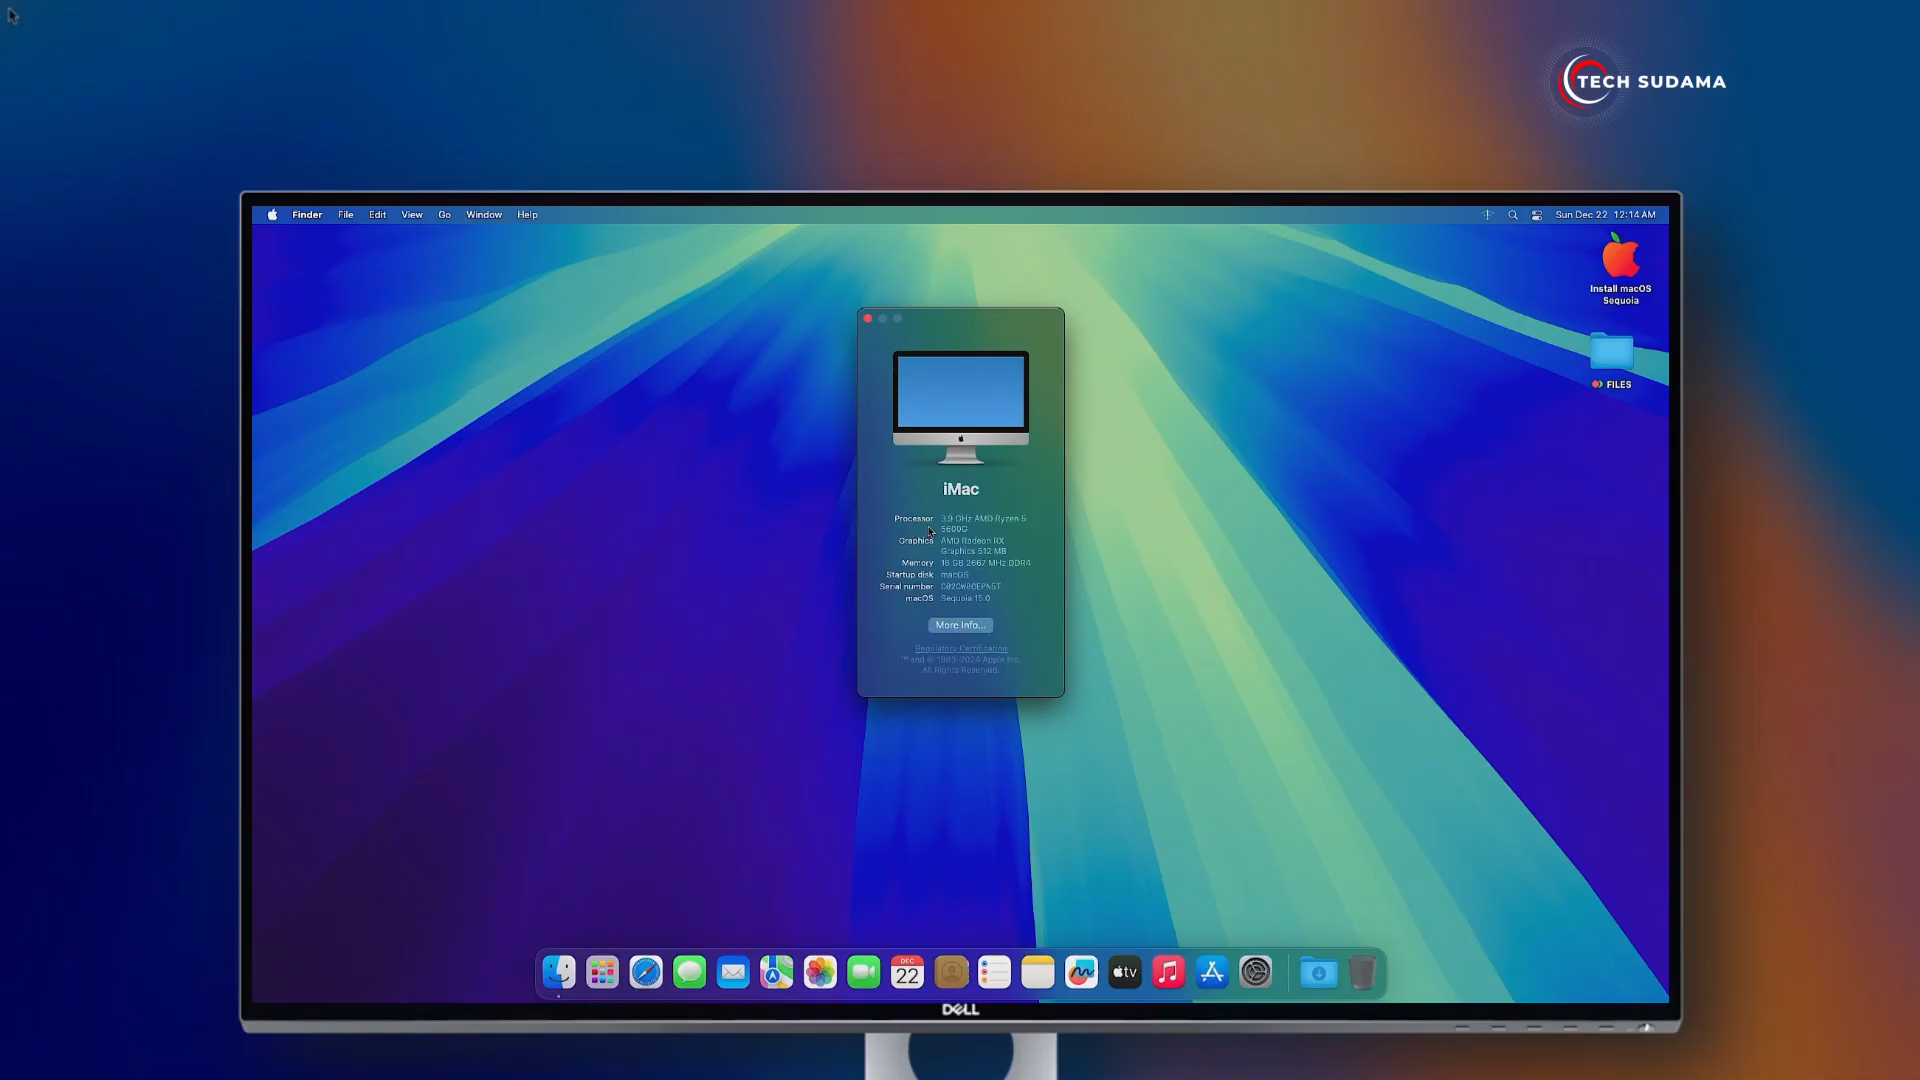 TECH SUDAMA
Finder File Edit View Go Window Help
Sun Dec 22 12:14 AM
Install macOS
Sequoia
FILES
iMac
Processor 3.9 GHz AMD Ryzen 5
5600G
Graphics AMD Radeon RX
Graphics 512 MB
Memory 16 GB 2667 MHz DDR4
Startup disk macOS
Serial number
macOS Sequoia 15.0
More Info...
Regulatory Certification
™ and © 1983-2024 Apple Inc.
All Rights Reserved.
DEC
22
tv
DELL